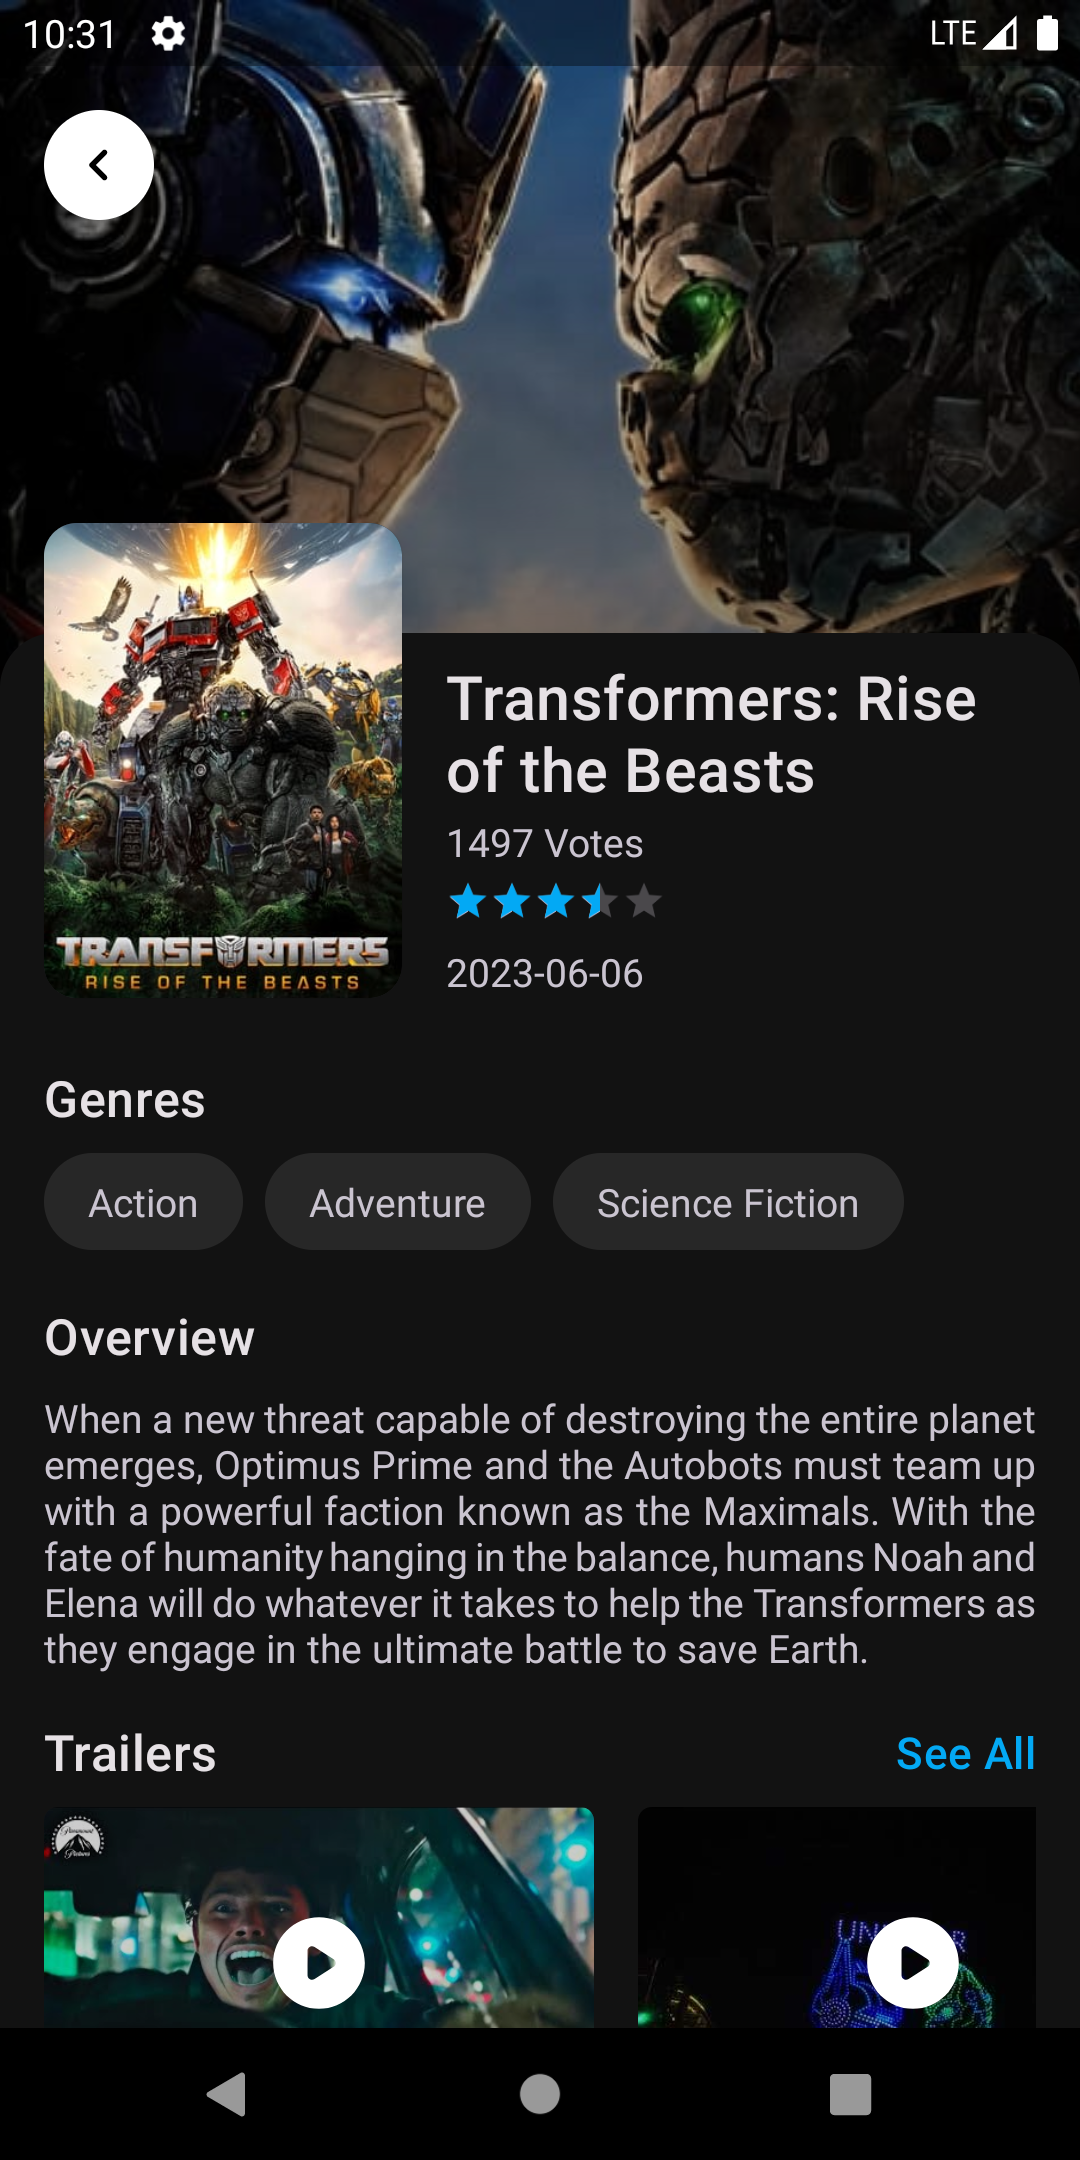 10:31
LTE
TRANSFORMERS
RISE OF THE BEASTS
Transformers: Rise
of the Beasts
1497 Votes
2023-06-06
Genres
Action
Adventure
Science Fiction
Overview
When a new threat capable of destroying the entire planet
emerges, Optimus Prime and the Autobots must team up
with a powerful faction known as the Maximals. With the
fate of humanity hanging in the balance, humans Noah and
Elena will do whatever it takes to help the Transformers as
they engage in the ultimate battle to save Earth.
Trailers
See All
Paramount
Pictures